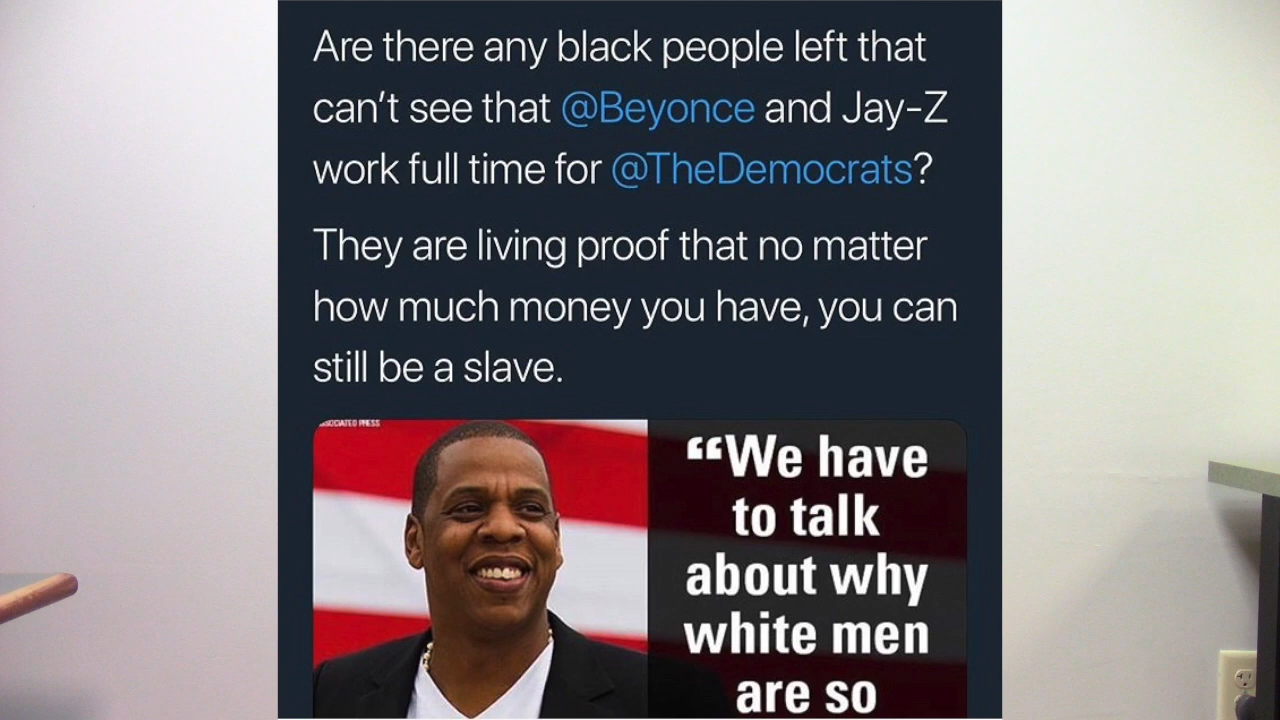 Are there any black people left that
can't see that @Beyonce and Jay-Z
work full time for @TheDemocrats?
They are living proof that no matter
how much money you have, you can
still be a slave.
SOCIATED PRESS
“We have
to talk
about why
white men
are so